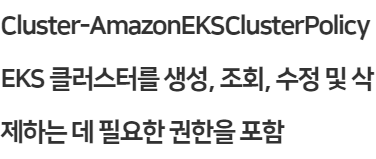 Cluster-AmazonEKSClusterPolicy
EKS 클러스터를 생성, 조회, 수정 및 삭
제하는 데 필요한 권한을 포함